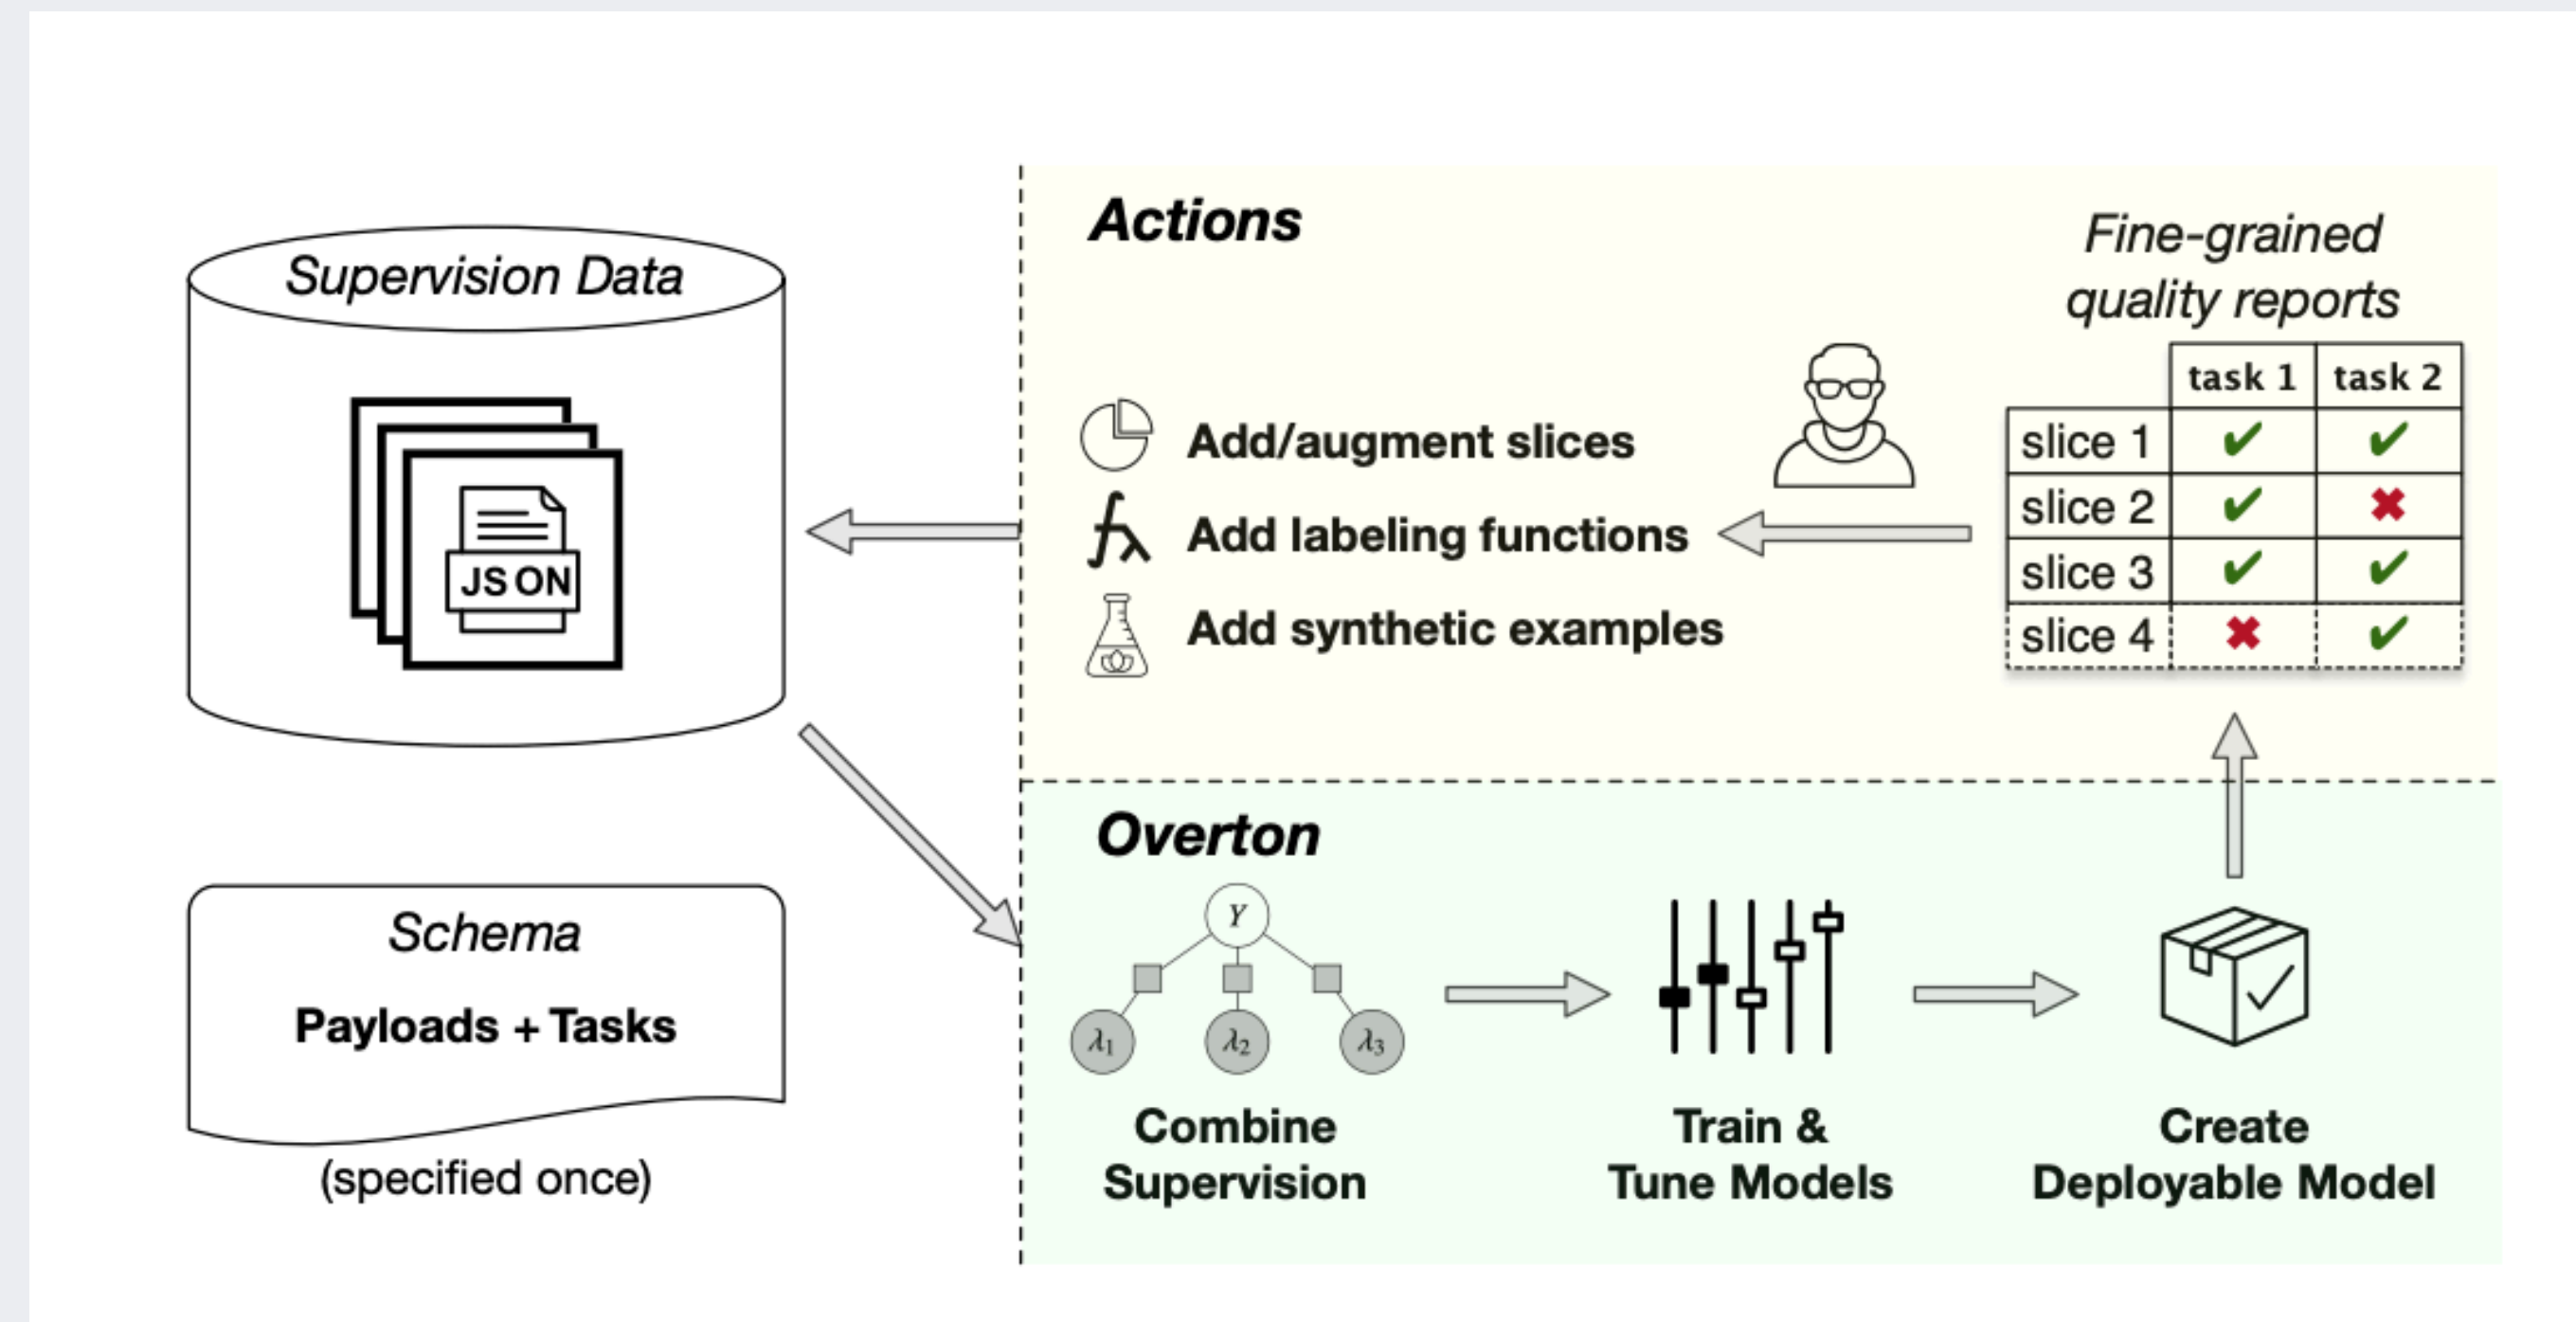 Supervision Data
JSON
Schema
Payloads + Tasks
(specified once)
Actions
Add/augment slices
fλ Add labeling functions
Add synthetic examples
Fine-grained
quality reports
task 1 task 2
slice 1 ✔ ✔
slice 2 ✔ ✖
slice 3 ✔ ✔
slice 4 ✖ ✔
Overton
Y
λ1 λ2 λ3
Combine
Supervision
Train &
Tune Models
Create
Deployable Model